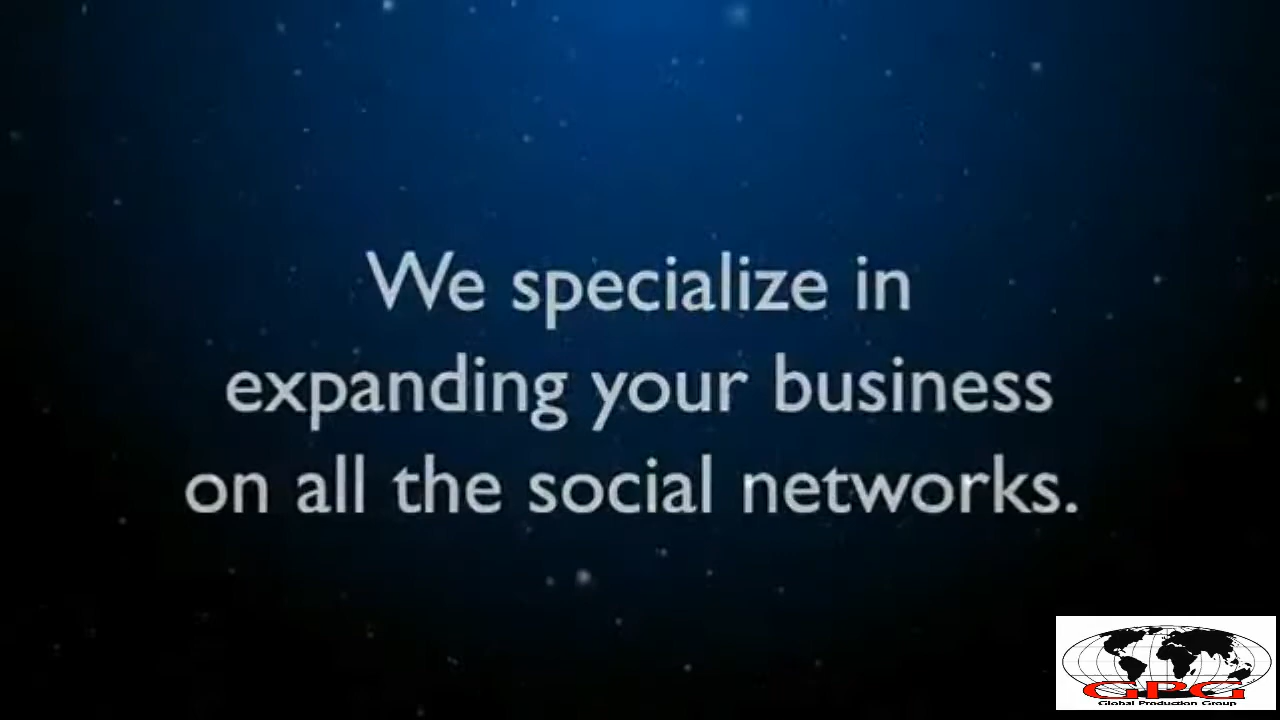 We specialize in
expanding your business
on all the social networks.
GPG
Global Production Group